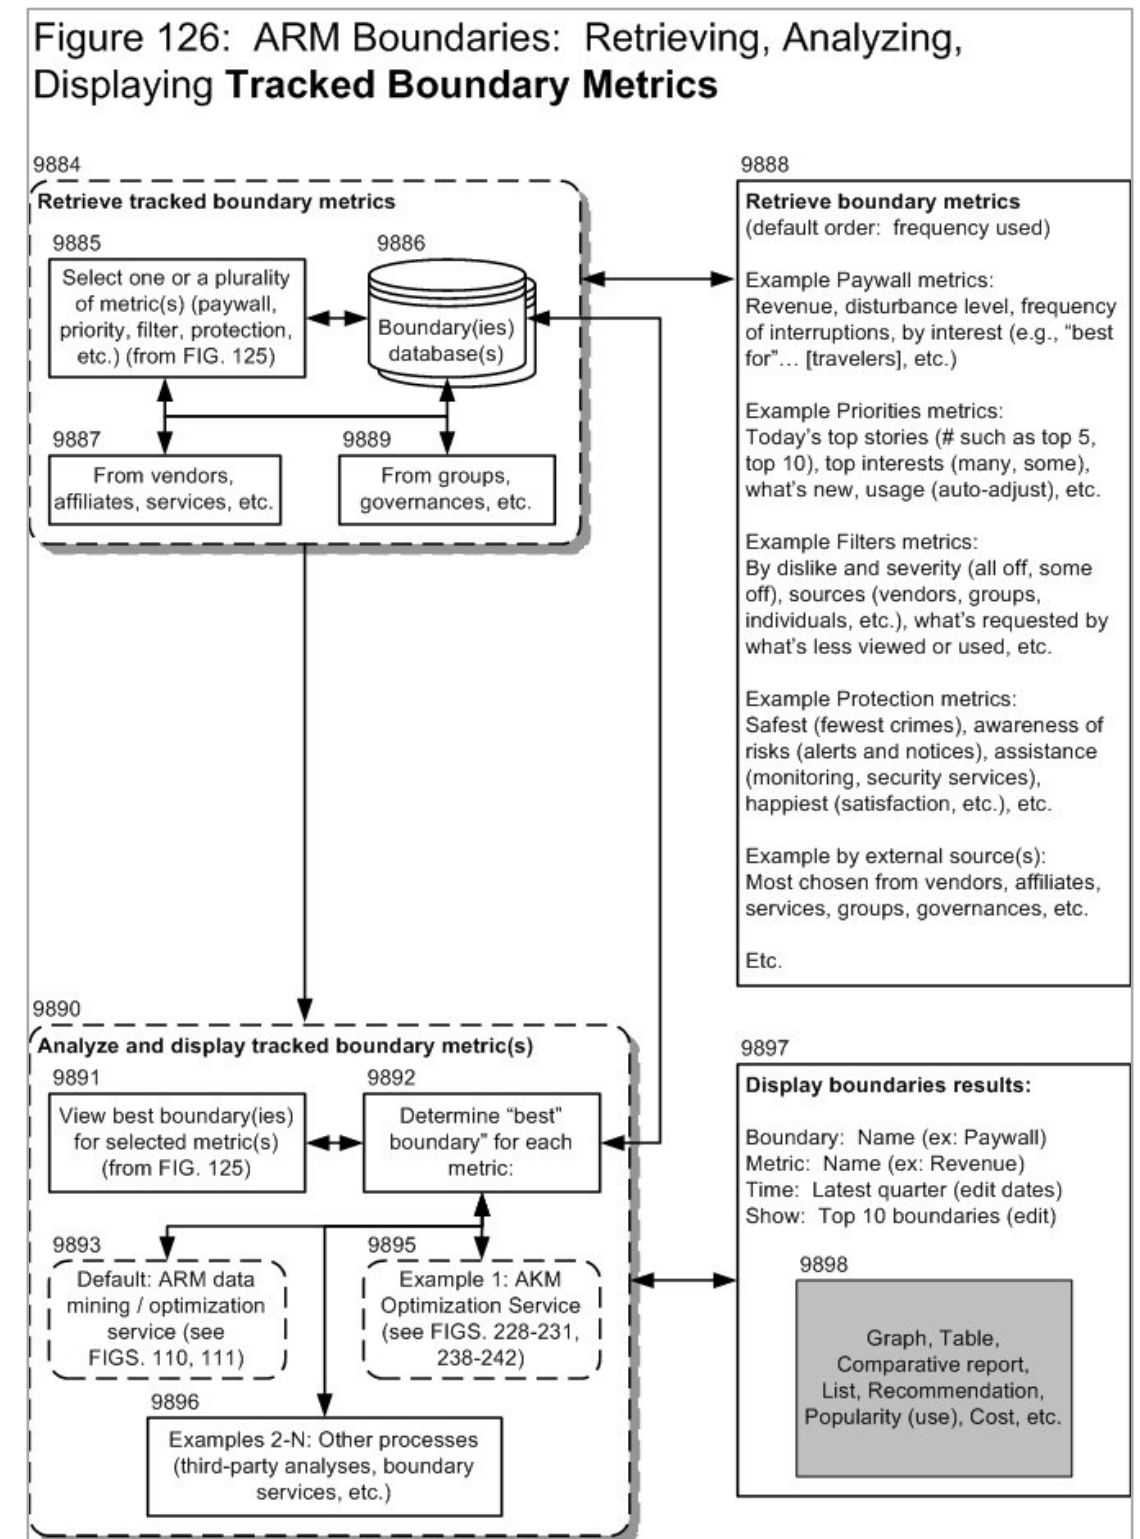 Figure 126: ARM Boundaries: Retrieving, Analyzing,
Displaying Tracked Boundary Metrics
9884
Retrieve tracked boundary metrics
9885
Select one or a plurality
of metric(s) (paywall,
priority, filter, protection,
etc.) (from FIG. 125)
9886
Boundary(ies)
database(s)
9887
From vendors,
affiliates, services, etc.
9889
From groups,
governances, etc.
9888
Retrieve boundary metrics
(default order: frequency used)
Example Paywall metrics:
Revenue, disturbance level, frequency
of interruptions, by interest (e.g., “best
for”… [travelers], etc.)
Example Priorities metrics:
Today’s top stories (# such as top 5,
top 10), top interests (many, some),
what’s new, usage (auto-adjust), etc.
Example Filters metrics:
By dislike and severity (all off, some
off), sources (vendors, groups,
individuals, etc.), what’s requested by
what’s less viewed or used, etc.
Example Protection metrics:
Safest (fewest crimes), awareness of
risks (alerts and notices), assistance
(monitoring, security services),
happiest (satisfaction, etc.), etc.
Example by external source(s):
Most chosen from vendors, affiliates,
services, groups, governances, etc.
Etc.
9890
Analyze and display tracked boundary metric(s)
9891
View best boundary(ies)
for selected metric(s)
(from FIG. 125)
9892
Determine “best”
boundary” for each
metric:
9893
Default: ARM data
mining / optimization
service (see
FIGS. 110, 111)
9895
Example 1: AKM
Optimization Service
(see FIGS. 228-231,
238-242)
9896
Examples 2-N: Other processes
(third-party analyses, boundary
services, etc.)
9897
Display boundaries results:
Boundary: Name (ex: Paywall)
Metric: Name (ex: Revenue)
Time: Latest quarter (edit dates)
Show: Top 10 boundaries (edit)
9898
Graph, Table,
Comparative report,
List, Recommendation,
Popularity (use), Cost, etc.